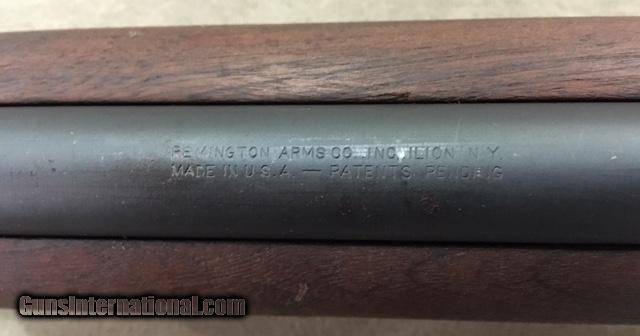 REMINGTON ARMS CO. INC. ILION N.Y.
MADE IN U.S.A. — PATENTS PENDING
GunsInternational.com